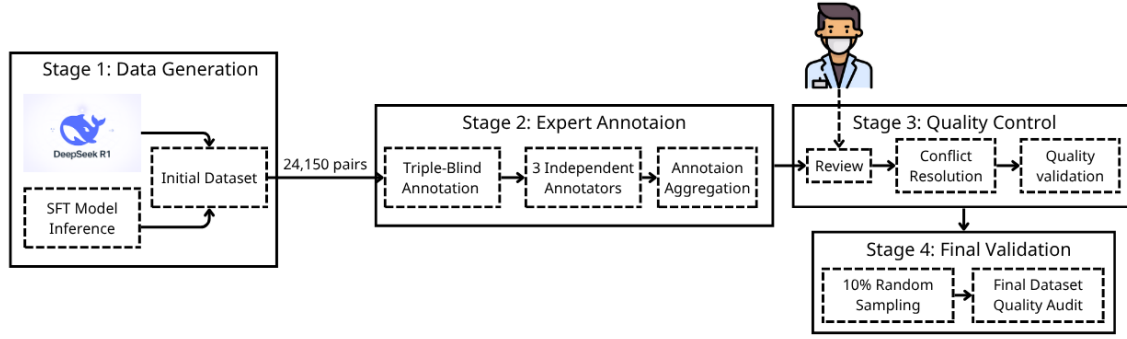 Stage 1: Data Generation
DeepSeek R1
SFT Model
Inference
Initial Dataset
24,150 pairs
Stage 2: Expert Annotaion
Triple-Blind
Annotation
3 Independent
Annotators
Annotaion
Aggregation
Stage 3: Quality Control
Review
Conflict
Resolution
Quality
validation
Stage 4: Final Validation
10% Random
Sampling
Final Dataset
Quality Audit